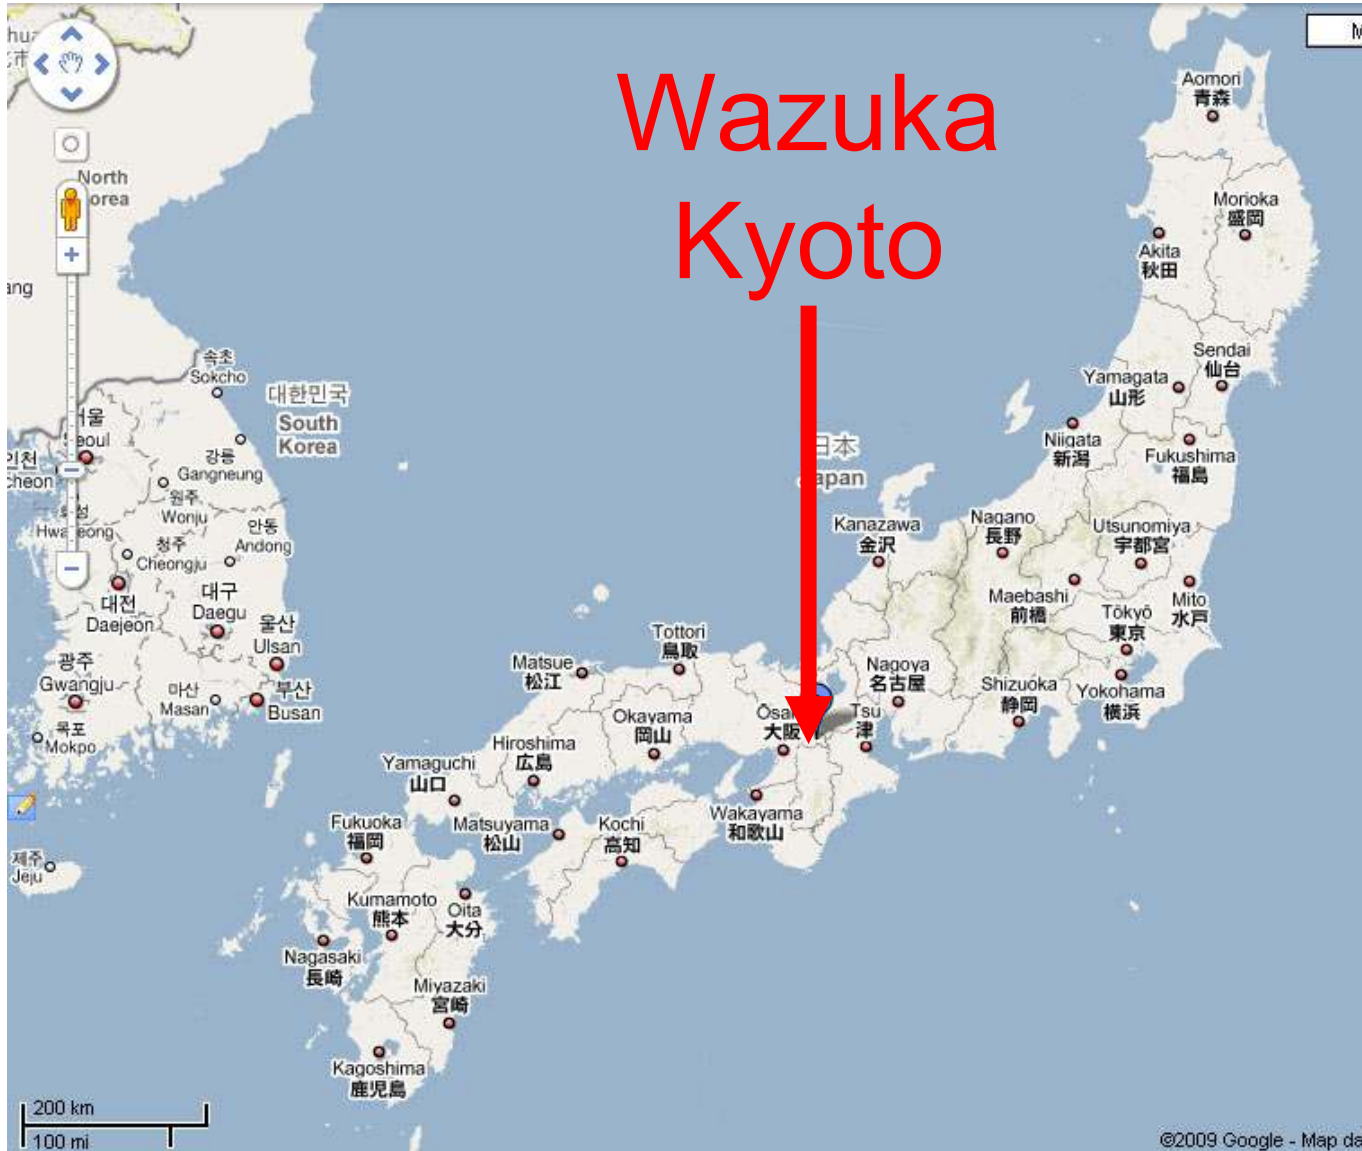 Wazuka
Kyoto
Aomori
青森
Morioka
盛岡
Akita
秋田
Sendai
仙台
Yamagata
山形
Niigata
新潟
Fukushima
福島
North
속초
Sokcho
대한민국
South
Korea
강릉
Gangneung
원주
Wonju
안동
Andong
청주
Cheongju
대전
Daejeon
대구
Daegu
울산
Ulsan
광주
Gwangju
마산
Masan
부산
Busan
목포
Mokpo
제주
Jeju
日本
Kanazawa
金沢
Nagano
長野
Utsunomiya
宇都宮
Maebashi
前橋
Mito
水戸
Tōkyō
東京
Yokohama
横浜
Shizuoka
静岡
Nagoya
名古屋
Tsu
津
大阪
Tottori
鳥取
Matsue
松江
Okayama
岡山
Hiroshima
広島
Yamaguchi
山口
Wakayama
和歌山
Fukuoka
福岡
Matsuyama
松山
Kochi
高知
Kumamoto
熊本
Oita
大分
Nagasaki
長崎
Miyazaki
宮崎
Kagoshima
鹿児島
200 km
100 mi
©2009 Google - Map da